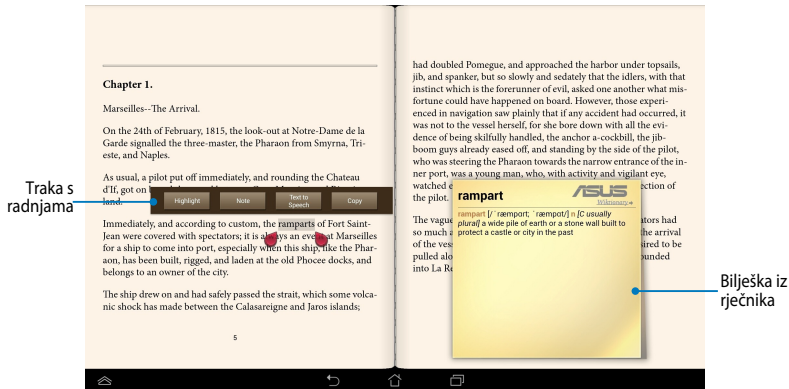 Chapter 1.
Marseilles--The Arrival.
On the 24th of February, 1815, the look-out at Notre-Dame de la
Garde signalled the three-master, the Pharaon from Smyrna, Tri-
este, and Naples.
As usual, a pilot put off immediately, and rounding the Chateau
d'If, got on
land.
Traka s
radnjama
Highlight
Note
Text to
Speech
Copy
Immediately, and according to custom, the ramparts of Fort Saint-
Jean were covered with spectators; it is always an event at Marseilles
for a ship to come into port, especially when this ship, like the Phar-
aon, has been built, rigged, and laden at the old Phocee docks, and
belongs to an owner of the city.
The ship drew on and had safely passed the strait, which some volca-
nic shock has made between the Calasareigne and Jaros islands;
5
had doubled Pomegue, and approached the harbor under topsails,
jib, and spanker, but so slowly and sedately that the idlers, with that
instinct which is the forerunner of evil, asked one another what mis-
fortune could have happened on board. However, those experi-
enced in navigation saw plainly that if any accident had occurred, it
was not to the vessel herself, for she bore down with all the evi-
dence of being skilfully handled, the anchor a-cockbill, the jib-
boom guys already eased off, and standing by the side of the pilot,
who was steering the Pharaon towards the narrow entrance of the in-
ner port, was a young man, who, with activity and vigilant eye,
watched
of
the pilot.
The vague had
so much the arrival
of the to be
pulled
into La
rampart
ASUS
Wiktionary
rampart [/ˈræmpɑrt; ˈræmpɒt/] n [C usually
plural] a wide pile of earth or a stone wall built to
protect a castle or city in the past
Bilješka iz
rječnika